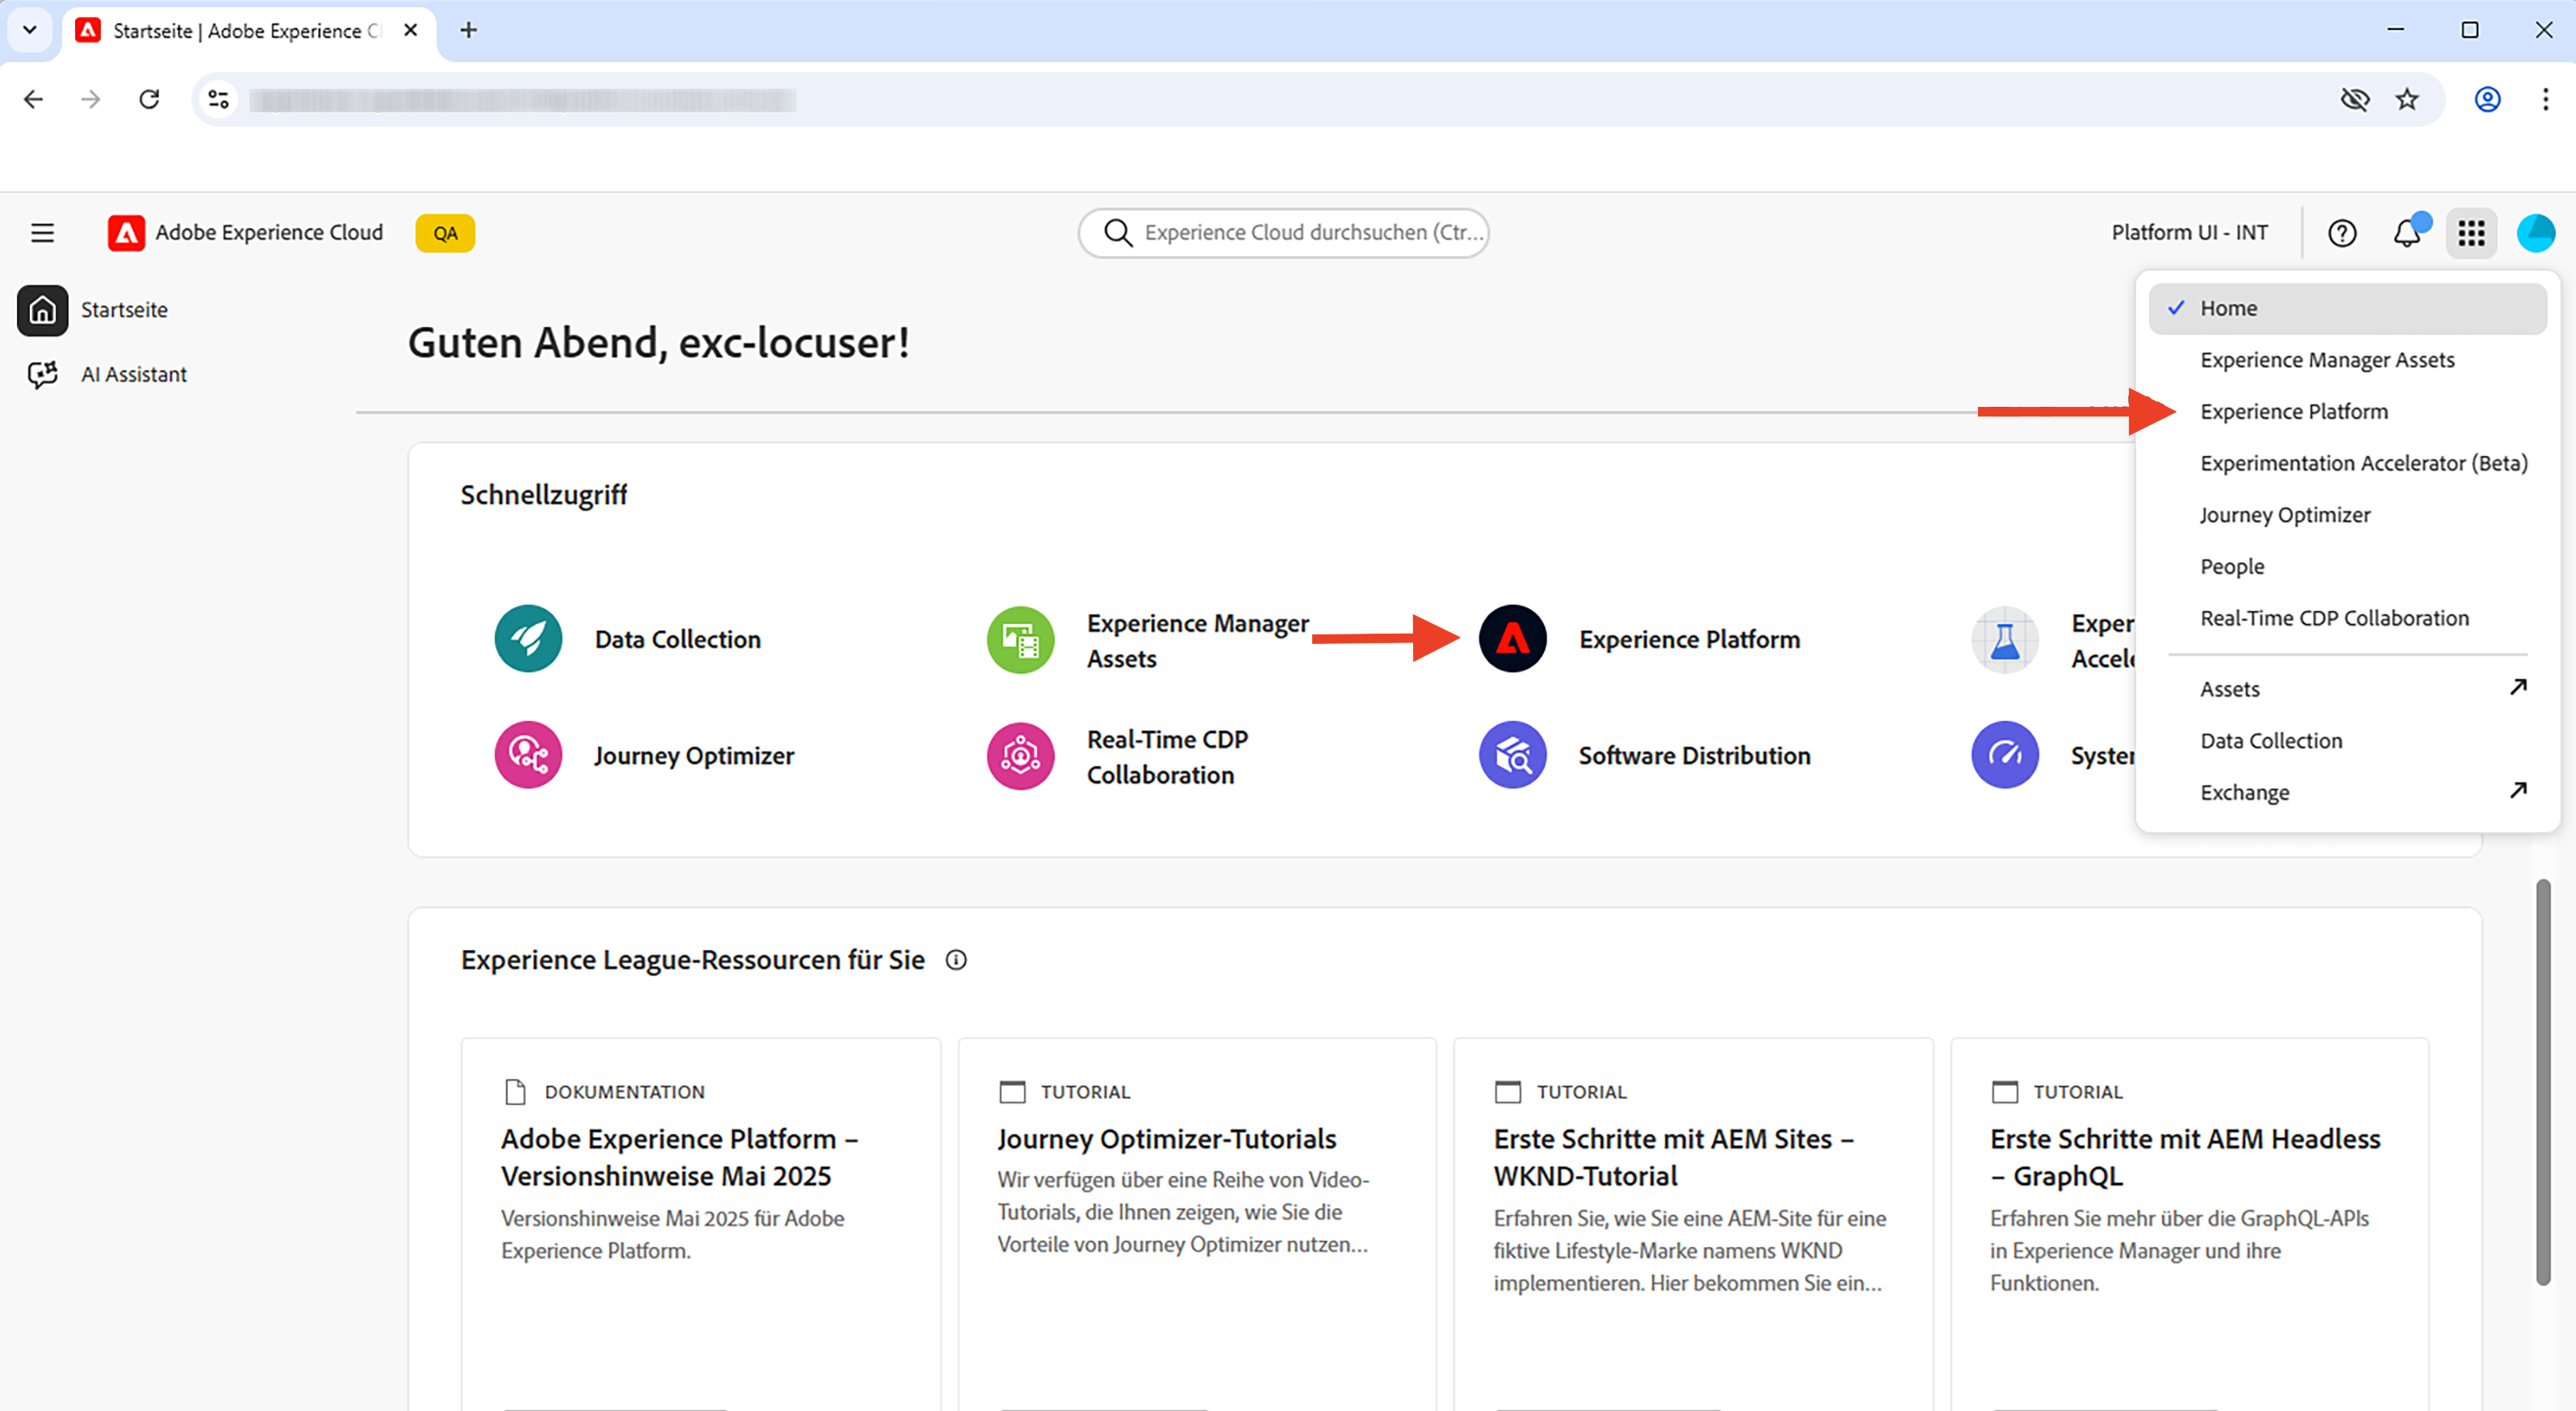 Startseite | Adobe Experience Cl
Adobe Experience Cloud
QA
Experience Cloud durchsuchen (Ctr...
Platform UI - INT
Startseite
AI Assistant
Guten Abend, exc-locuser!
Home
Experience Manager Assets
Experience Platform
Experimentation Accelerator (Beta)
Journey Optimizer
People
Real-Time CDP Collaboration
Assets
Data Collection
Exchange
Schnellzugriff
Data Collection
Experience Manager
Assets
Experience Platform
Exper
Accele
Journey Optimizer
Real-Time CDP
Collaboration
Software Distribution
System
Experience League-Ressourcen für Sie
DOKUMENTATION
Adobe Experience Platform –
Versionshinweise Mai 2025
Versionshinweise Mai 2025 für Adobe
Experience Platform.
TUTORIAL
Journey Optimizer-Tutorials
Wir verfügen über eine Reihe von Video-
Tutorials, die Ihnen zeigen, wie Sie die
Vorteile von Journey Optimizer nutzen...
TUTORIAL
Erste Schritte mit AEM Sites –
WKND-Tutorial
Erfahren Sie, wie Sie eine AEM-Site für eine
fiktive Lifestyle-Marke namens WKND
implementieren. Hier bekommen Sie ein...
TUTORIAL
Erste Schritte mit AEM Headless
– GraphQL
Erfahren Sie mehr über die GraphQL-APIs
in Experience Manager und ihre
Funktionen.